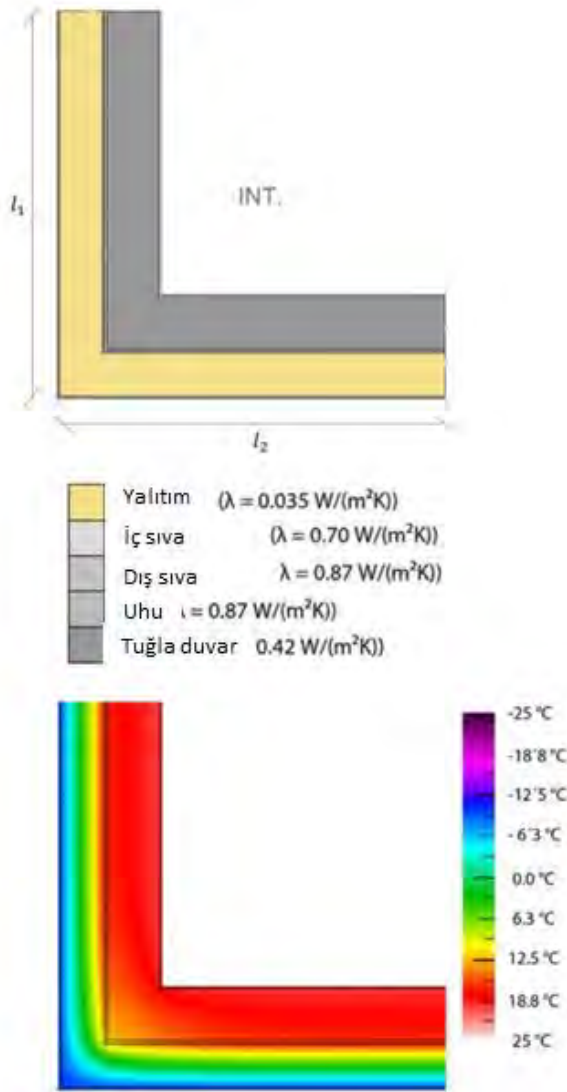 l₁
INT.
l₂
Yalıtım (λ = 0.035 W/(m²K))
İç sıva (λ = 0.70 W/(m²K))
Dış sıva λ = 0.87 W/(m²K))
Uhu = 0.87 W/(m²K))
Tuğla duvar 0.42 W/(m²K))
-25 °C
-18'8 °C
-12'5 °C
-6'3 °C
0.0 °C
6.3 °C
12.5 °C
18.8 °C
25 °C